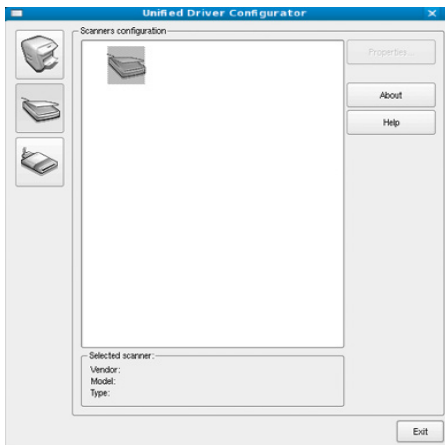 Unified Driver Configurator
Scanners configuration
Properties...
About
Help
Selected scanner:
Vendor:
Model:
Type:
Exit